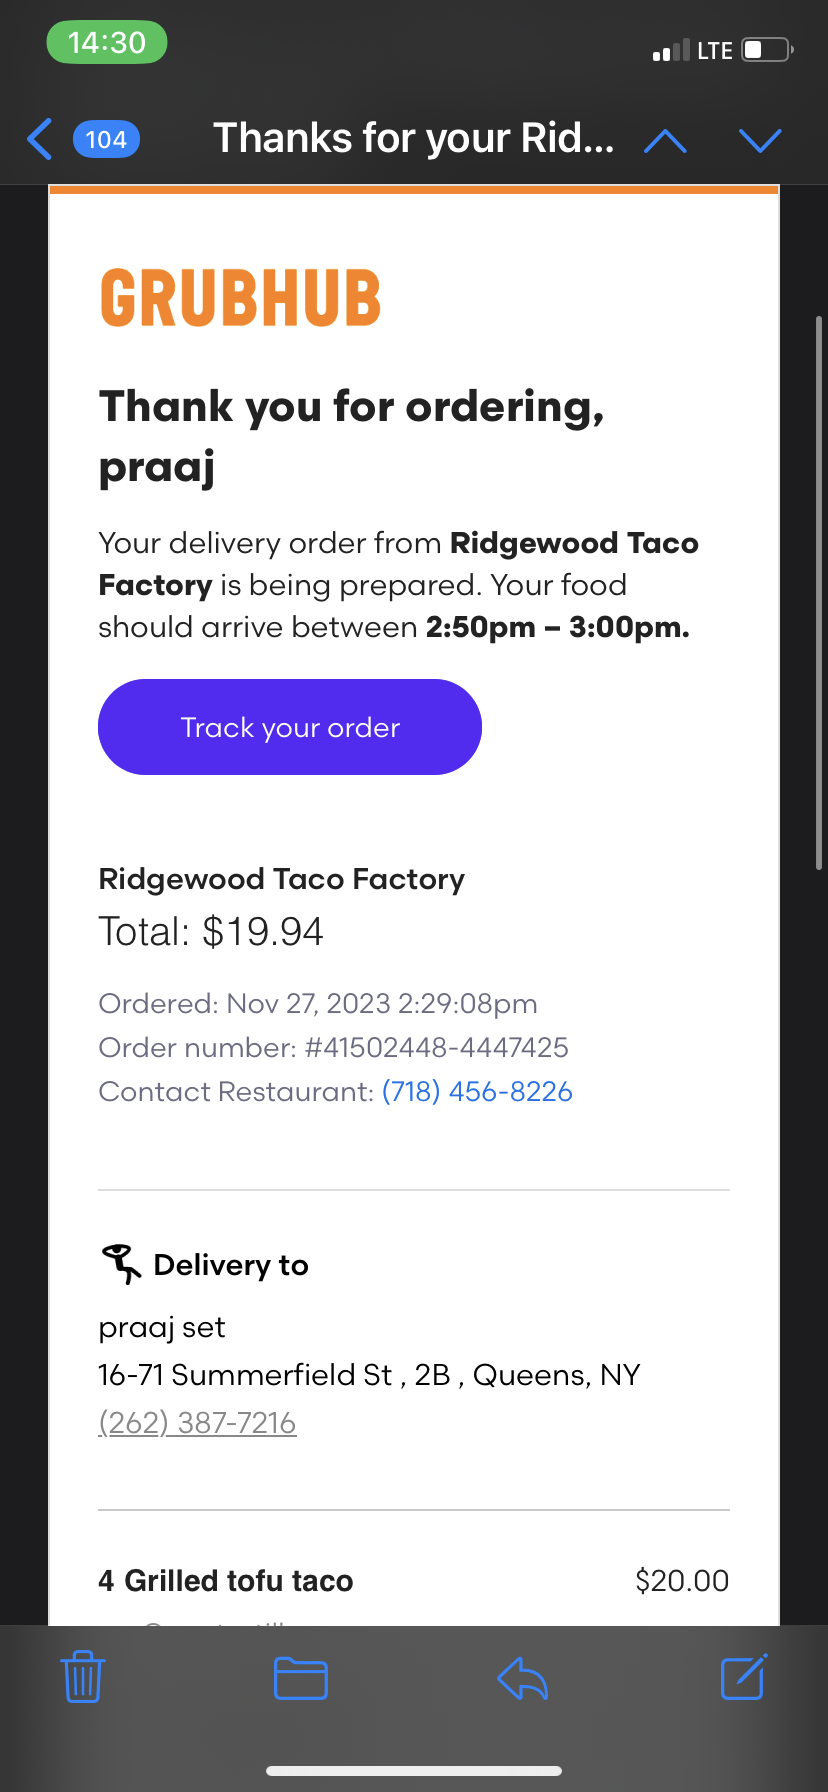 14:30
LTE
104
Thanks for your Rid...
GRUBHUB
Thank you for ordering,
praaj
Your delivery order from Ridgewood Taco
Factory is being prepared. Your food
should arrive between 2:50pm – 3:00pm.
Track your order
Ridgewood Taco Factory
Total: $19.94
Ordered: Nov 27, 2023 2:29:08pm
Order number: #41502448-4447425
Contact Restaurant: (718) 456-8226
Delivery to
praaj set
16-71 Summerfield St , 2B , Queens, NY
(262) 387-7216
4 Grilled tofu taco $20.00